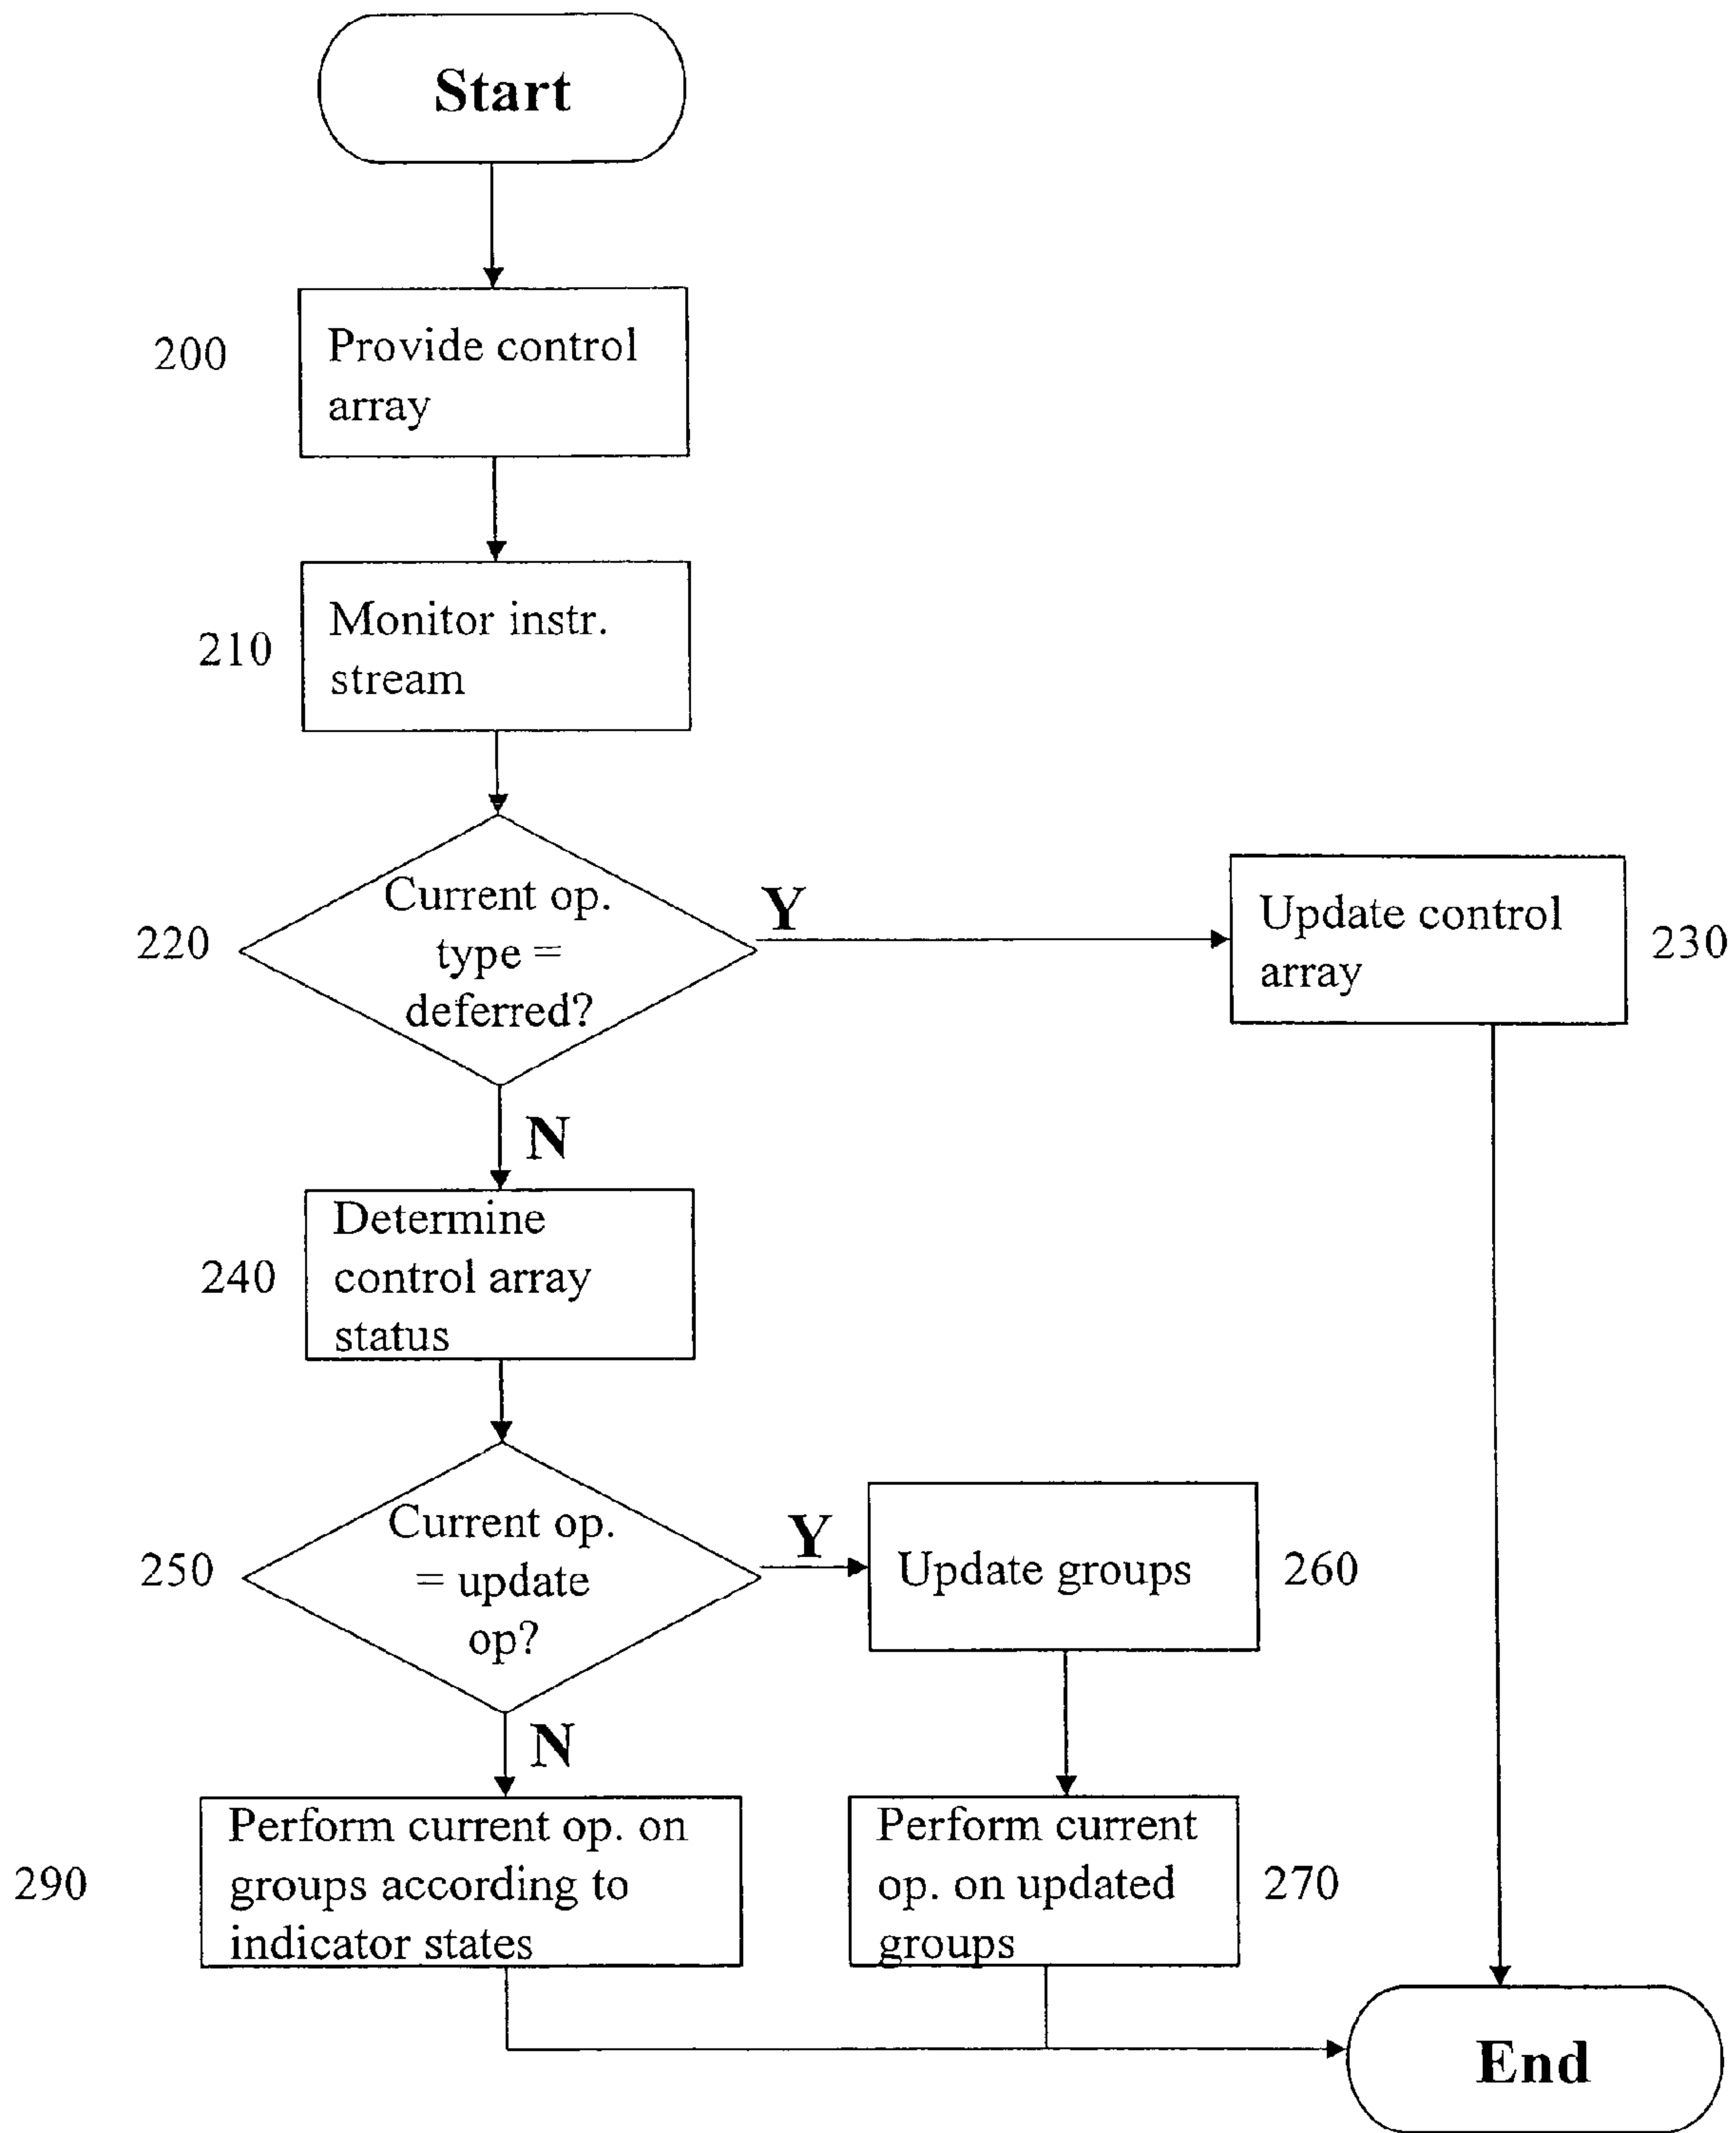 Start
200
Provide control
array
210
Monitor instr.
stream
220
Current op.
type =
deferred?
Y
Update control
array
230
N
240
Determine
control array
status
250
Current op.
= update
op?
Y
Update groups
260
N
290
Perform current op. on
groups according to
indicator states
Perform current
op. on updated
groups
270
End